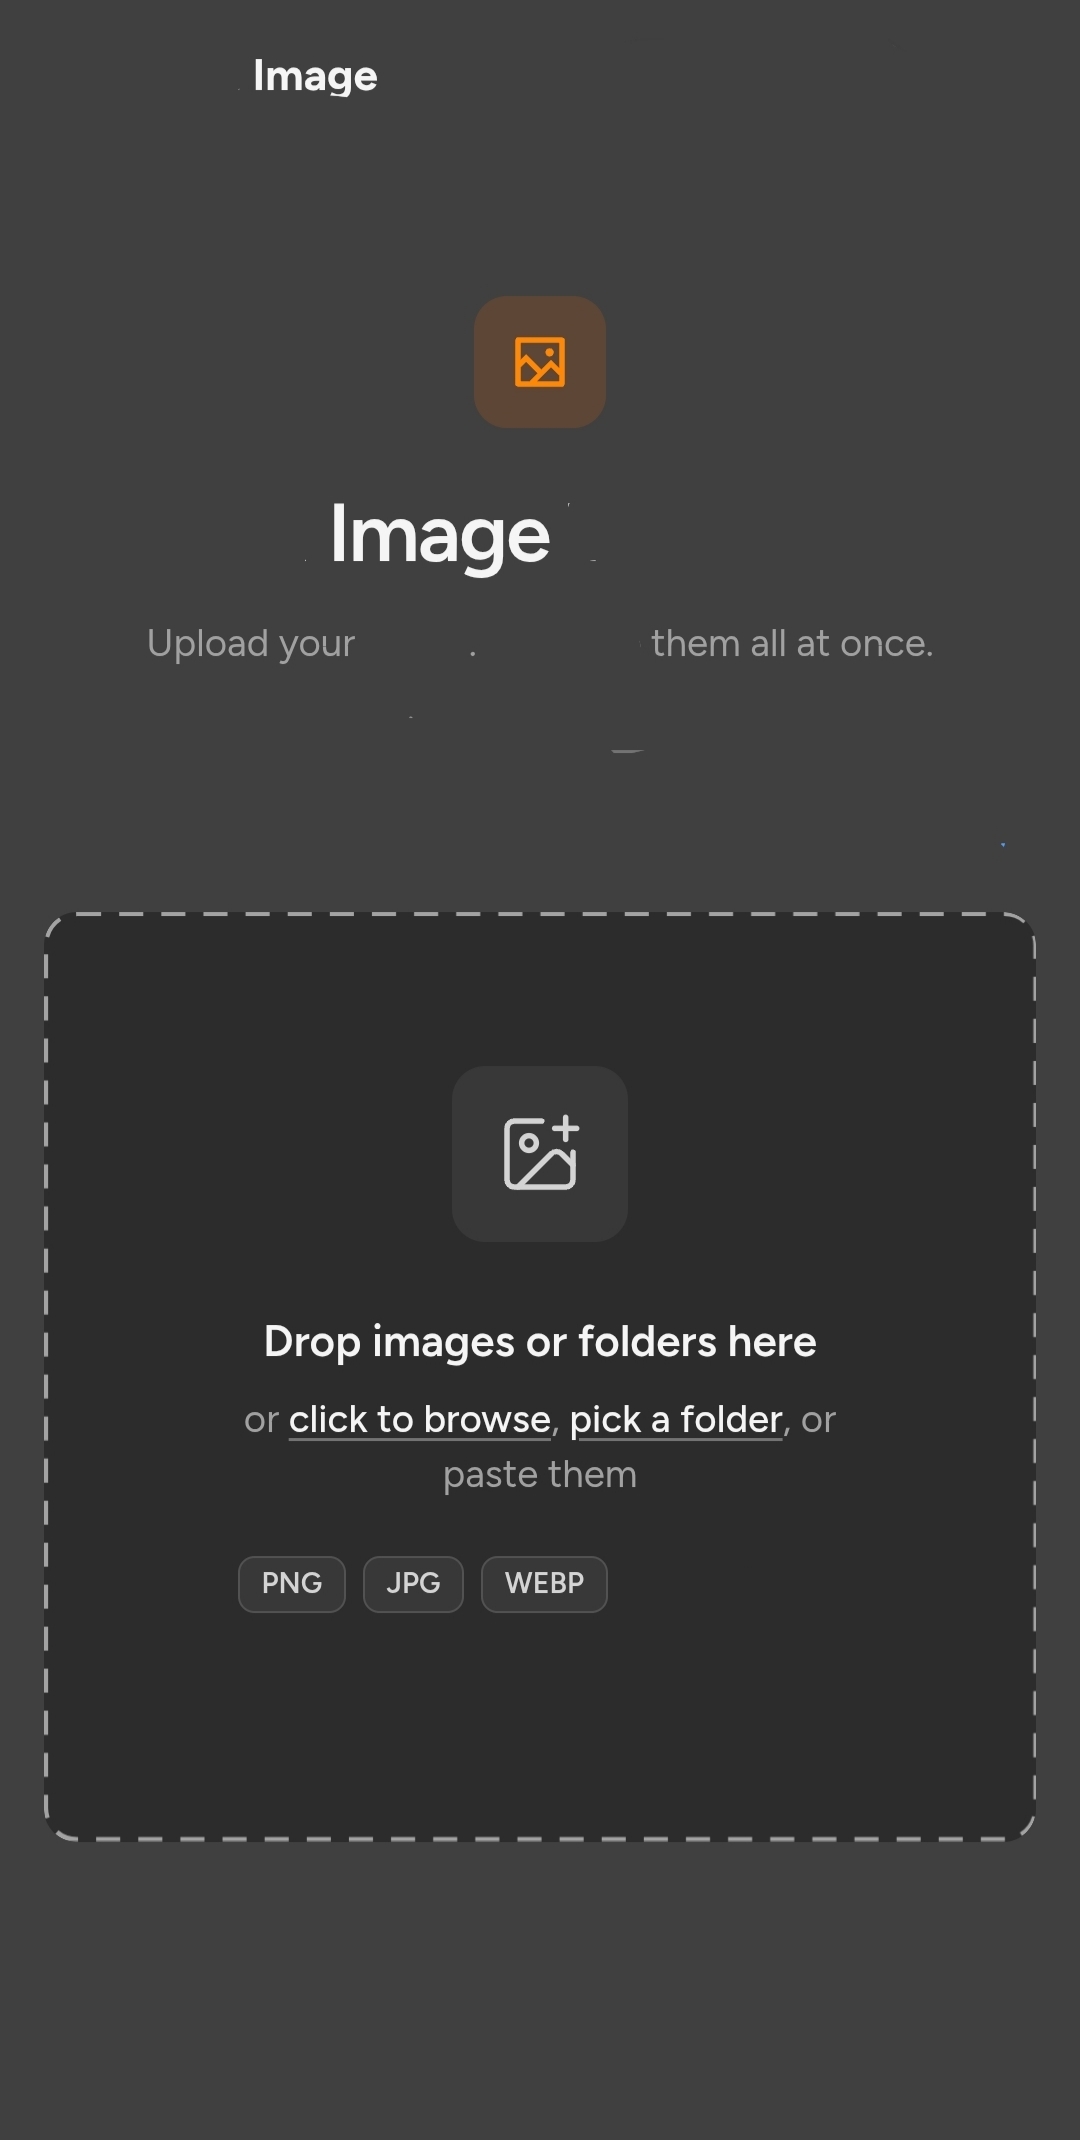 Image
Image
Upload your them all at once.
Drop images or folders here
or click to browse, pick a folder, or
paste them
PNG JPG WEBP